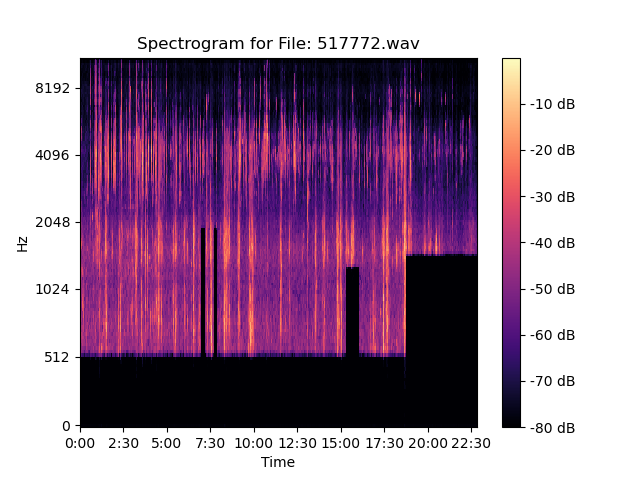 Spectrogram for File: 517772.wav
8192
4096
2048
1024
512
0
Hz
0:00 2:30 5:00 7:30 10:00 12:30 15:00 17:30 20:00 22:30
Time
-10 dB
-20 dB
-30 dB
-40 dB
-50 dB
-60 dB
-70 dB
-80 dB